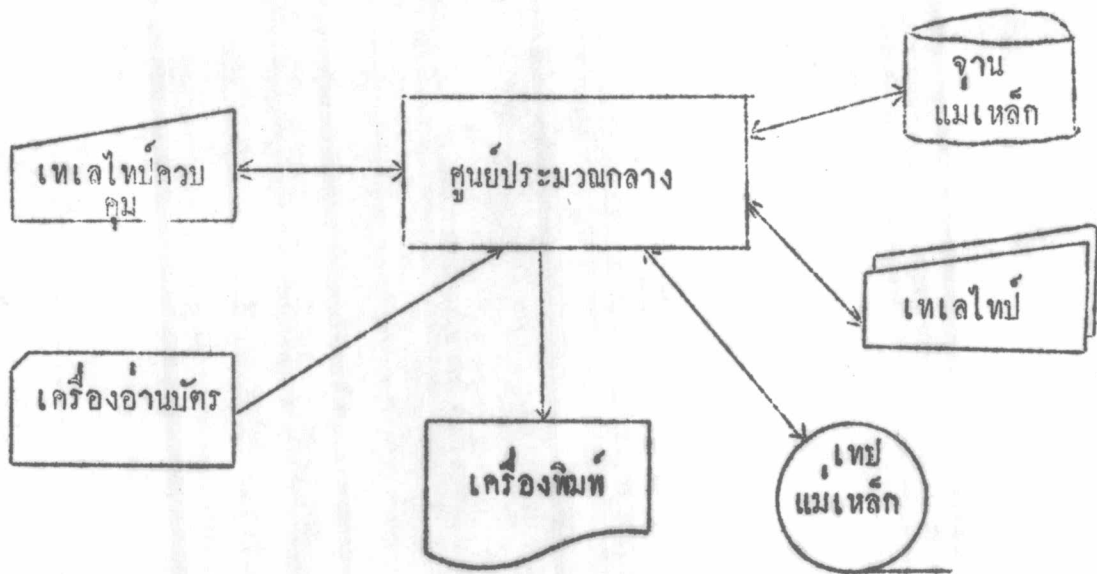 จาน
แม่เหล็ก
เทเลไทป์ควบ
คุม
ศูนย์ประมวณกลาง
เทเลไทป์
เครื่องอ่านบัตร
เครื่องพิมพ์
เทป
แม่เหล็ก